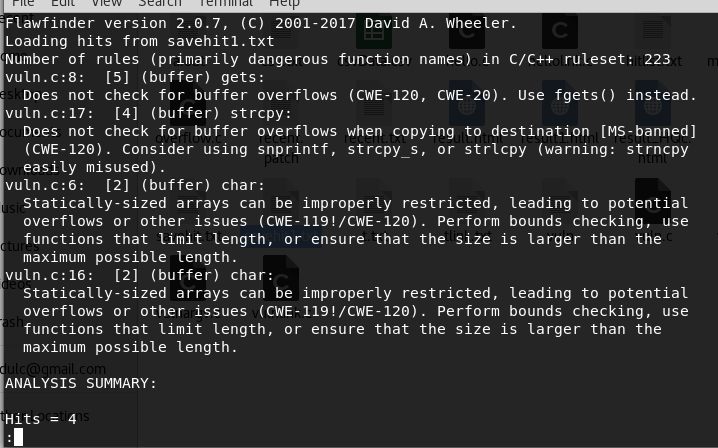 File Edit View Search Terminal Help
Flawfinder version 2.0.7, (C) 2001-2017 David A. Wheeler.
Loading hits from savehit1.txt
Number of rules (primarily dangerous function names) in C/C++ ruleset: 223
vuln.c:8:  [5] (buffer) gets:
  Does not check for buffer overflows (CWE-120, CWE-20). Use fgets() instead.
vuln.c:17:  [4] (buffer) strcpy:
  Does not check for buffer overflows when copying to destination [MS-banned]
  (CWE-120). Consider using snprintf, strcpy_s, or strlcpy (warning: strncpy
  easily misused).
vuln.c:6:  [2] (buffer) char:
  Statically-sized arrays can be improperly restricted, leading to potential
  overflows or other issues (CWE-119!/CWE-120). Perform bounds checking, use
  functions that limit length, or ensure that the size is larger than the
  maximum possible length.
vuln.c:16:  [2] (buffer) char:
  Statically-sized arrays can be improperly restricted, leading to potential
  overflows or other issues (CWE-119!/CWE-120). Perform bounds checking, use
  functions that limit length, or ensure that the size is larger than the
  maximum possible length.
ANALYSIS SUMMARY:
Hits = 4
:
overflow.c
patch
html
dulc@gmail.com